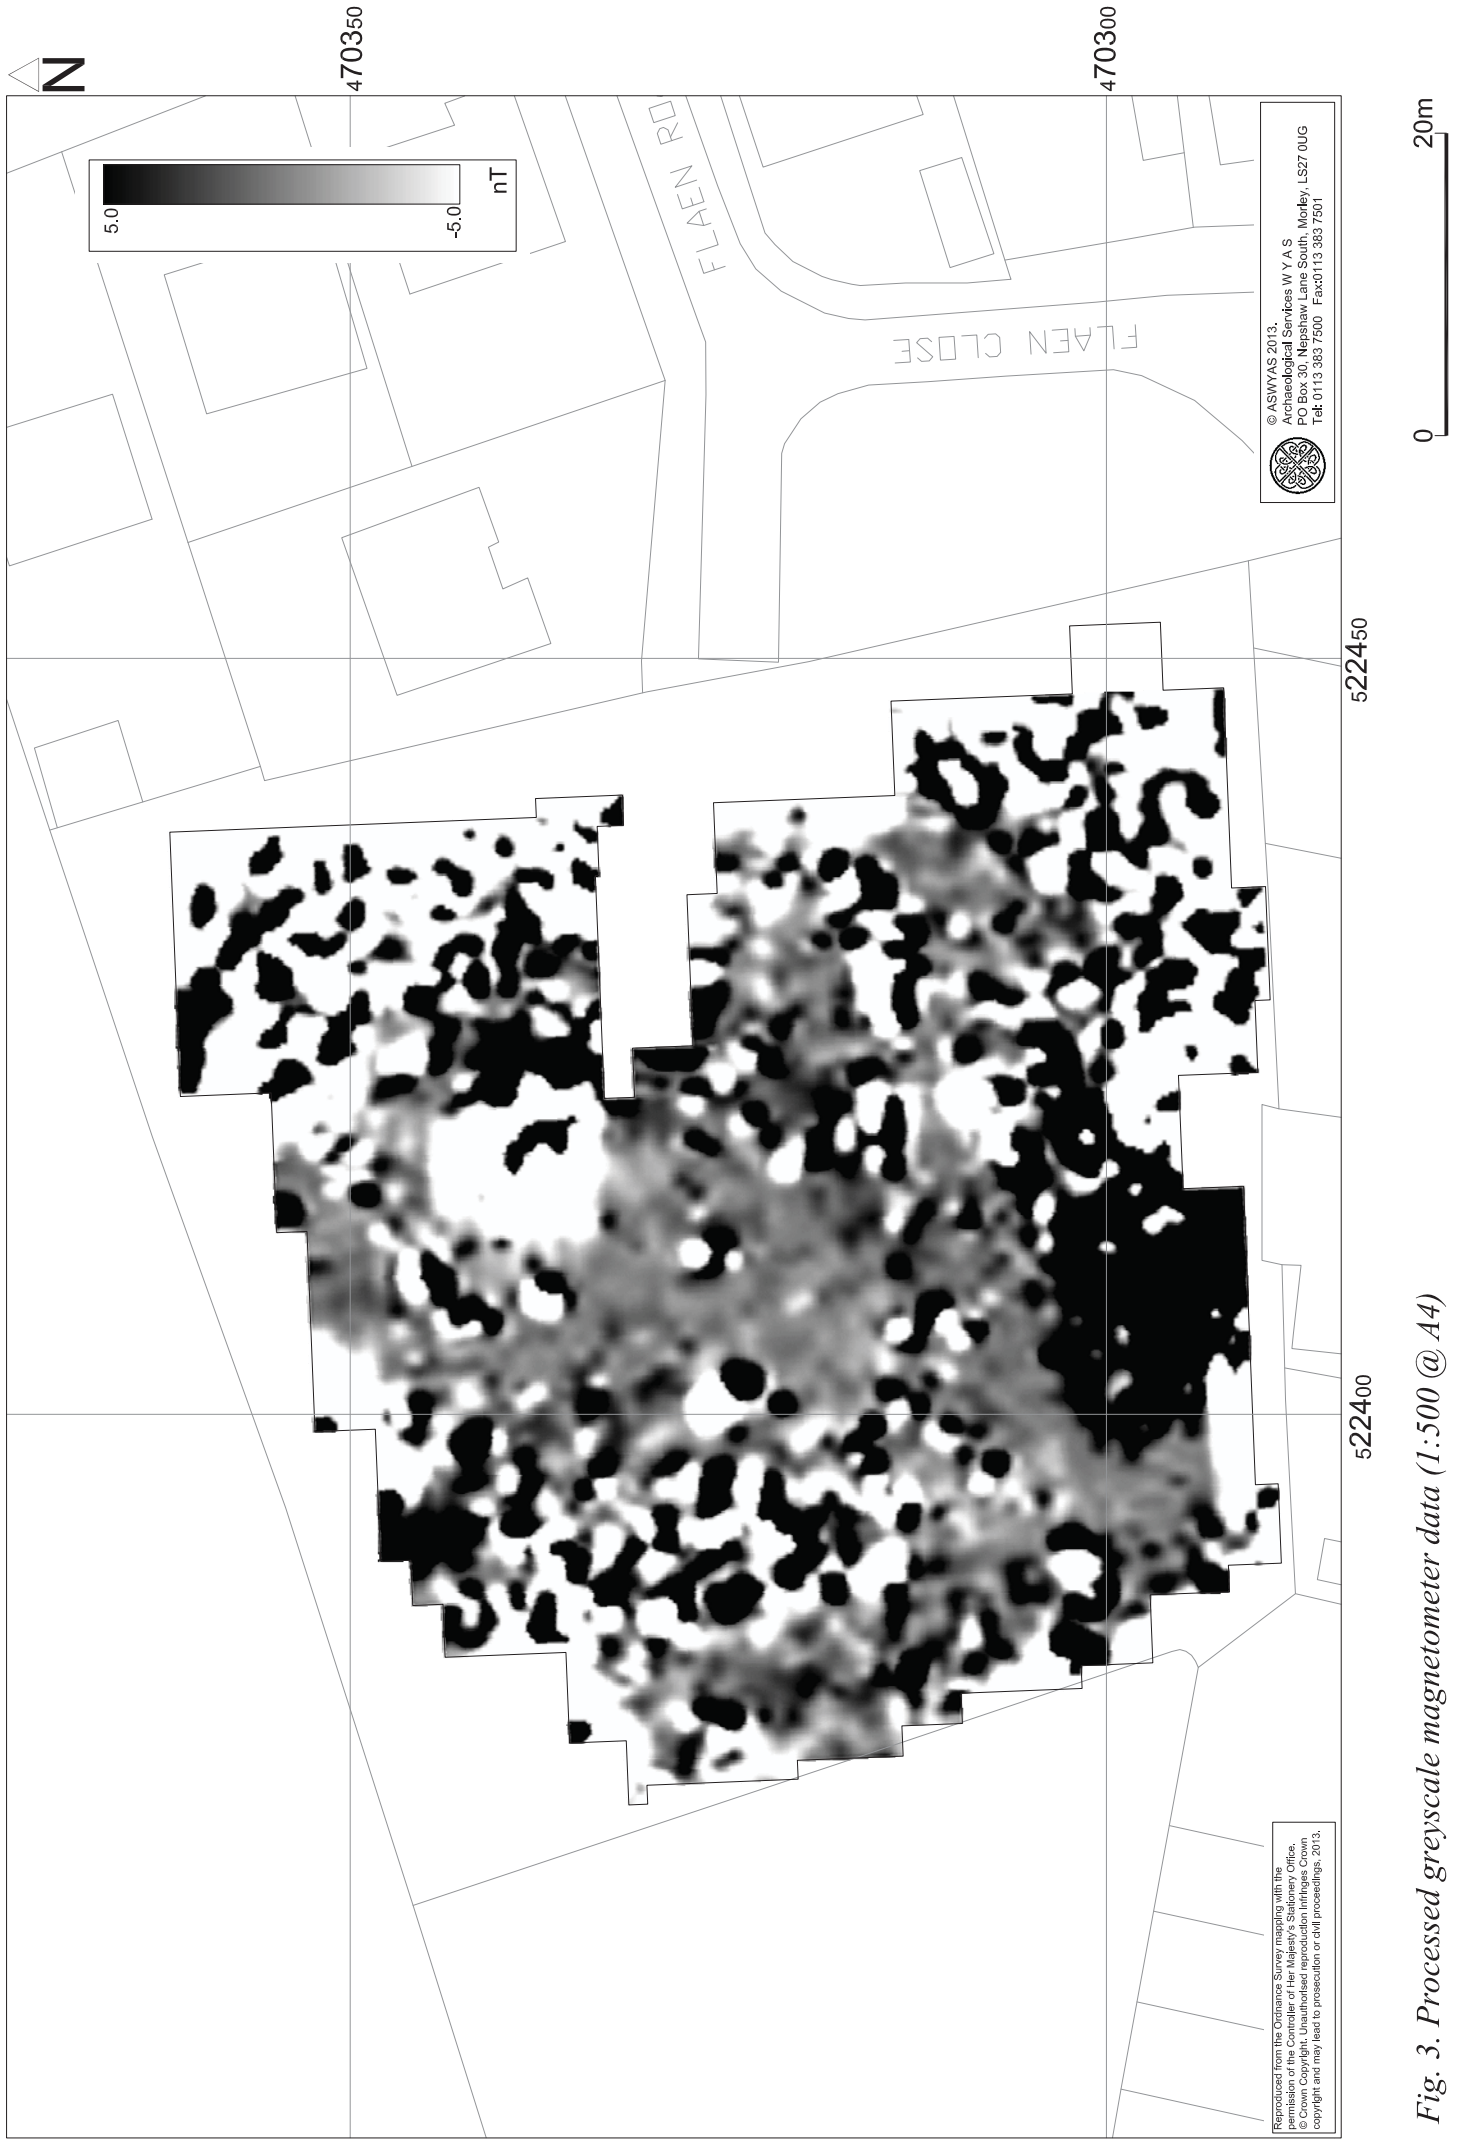 N
470350
470300
522450
522400
5.0
-5.0
nT
FLAEN RO
FLAEN CLOSE
© ASWYAS 2013.
Archaeological Services W Y A S
PO Box 30, Nepshaw Lane South, Morley, LS27 0UG
Tel: 0113 383 7500 Fax:0113 383 7501
Reproduced from the Ordnance Survey mapping with the
permission of the Controller of Her Majesty's Stationery Office.
© Crown Copyright. Unauthorised reproduction infringes Crown
copyright and may lead to prosecution or civil proceedings, 2013.
0
20m
Fig. 3. Processed greyscale magnetometer data (1:500 @ A4)